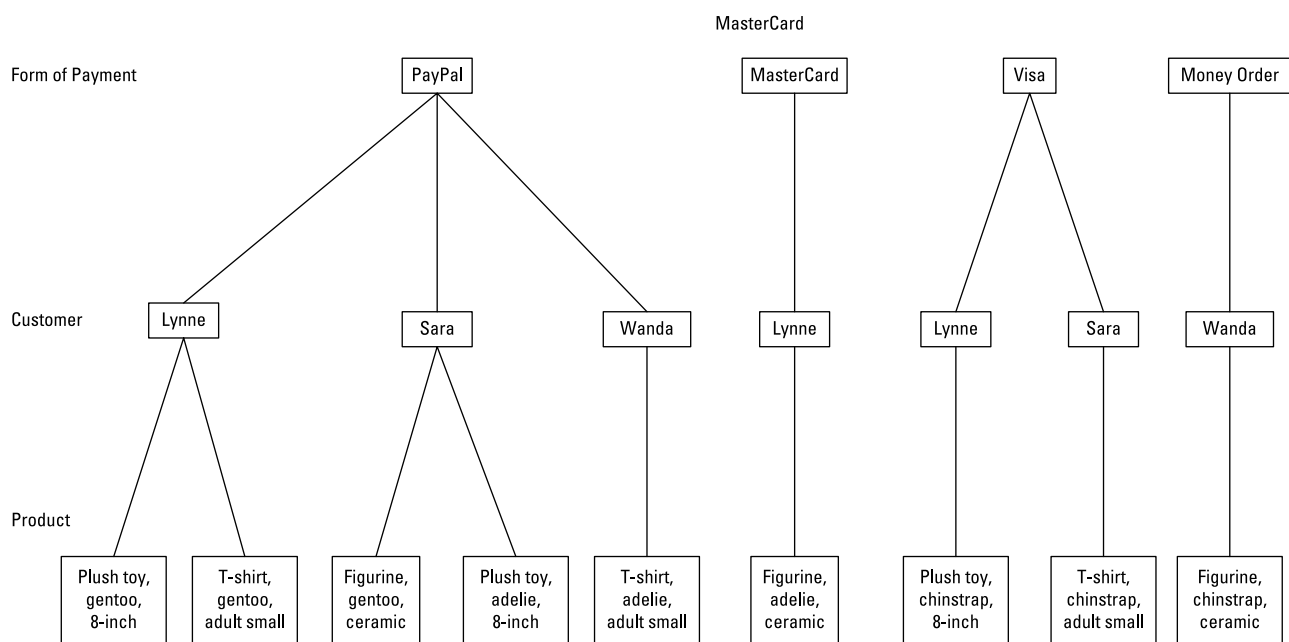 MasterCard
Form of Payment
PayPal
MasterCard
Visa
Money Order
Customer
Lynne
Sara
Wanda
Lynne
Lynne
Sara
Wanda
Product
Plush toy,
gentoo,
8-inch
T-shirt,
gentoo,
adult small
Figurine,
gentoo,
ceramic
Plush toy,
adelie,
8-inch
T-shirt,
adelie,
adult small
Figurine,
adelie,
ceramic
Plush toy,
chinstrap,
8-inch
T-shirt,
chinstrap,
adult small
Figurine,
chinstrap,
ceramic